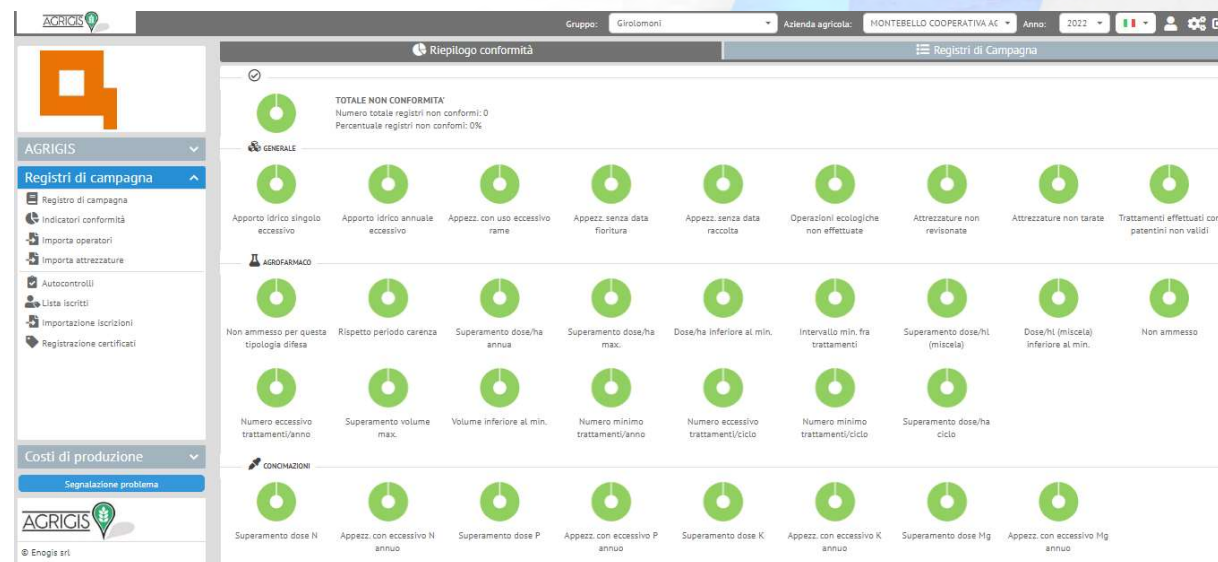 AGRIGIS
Gruppo: Girolomoni Azienda agricola: MONTEBELLO COOPERATIVA AG Anno: 2022
Riepilogo conformità
Registri di Campagna
AGRIGIS
Registri di campagna
Registro di campagna
Indicatori conformità
Importa operatori
Importa attrezzature
Autocontrolli
Lista iscritti
Importazione iscrizioni
Registrazione certificati
Costi di produzione
Segnalazione problema
AGRIGIS
© Enogis srl
TOTALE NON CONFORMITA'
Numero totale registri non conformi: 0
Percentuale registri non confomi: 0%
GENERALE
Apporto idrico singolo
eccessivo
Apporto idrico annuale
eccessivo
Appezz. con uso eccessivo
rame
Appezz. senza data
fioritura
Appezz. senza data
raccolta
Operazioni ecologiche
non effettuate
Attrezzature non
revisonate
Attrezzature non tarate
Trattamenti effettuati con
patentini non validi
AGROFARMACO
Non ammesso per questa
tipologia difesa
Rispetto periodo carenza
Superamento dose/ha
annua
Superamento dose/ha
max.
Dose/ha inferiore al min.
Intervallo min. fra
trattamenti
Superamento dose/hl
(miscela)
Dose/hl (miscela)
inferiore al min.
Non ammesso
Numero eccessivo
trattamenti/anno
Superamento volume
max.
Volume inferiore al min.
Numero minimo
trattamenti/anno
Numero eccessivo
trattamenti/ciclo
Numero minimo
trattamenti/ciclo
Superamento dose/ha
ciclo
CONCIMAZIONI
Superamento dose N
Appezz. con eccessivo N
annuo
Superamento dose P
Appezz. con eccessivo P
annuo
Superamento dose K
Appezz. con eccessivo K
annuo
Superamento dose Mg
Appezz. con eccessivo Mg
annuo